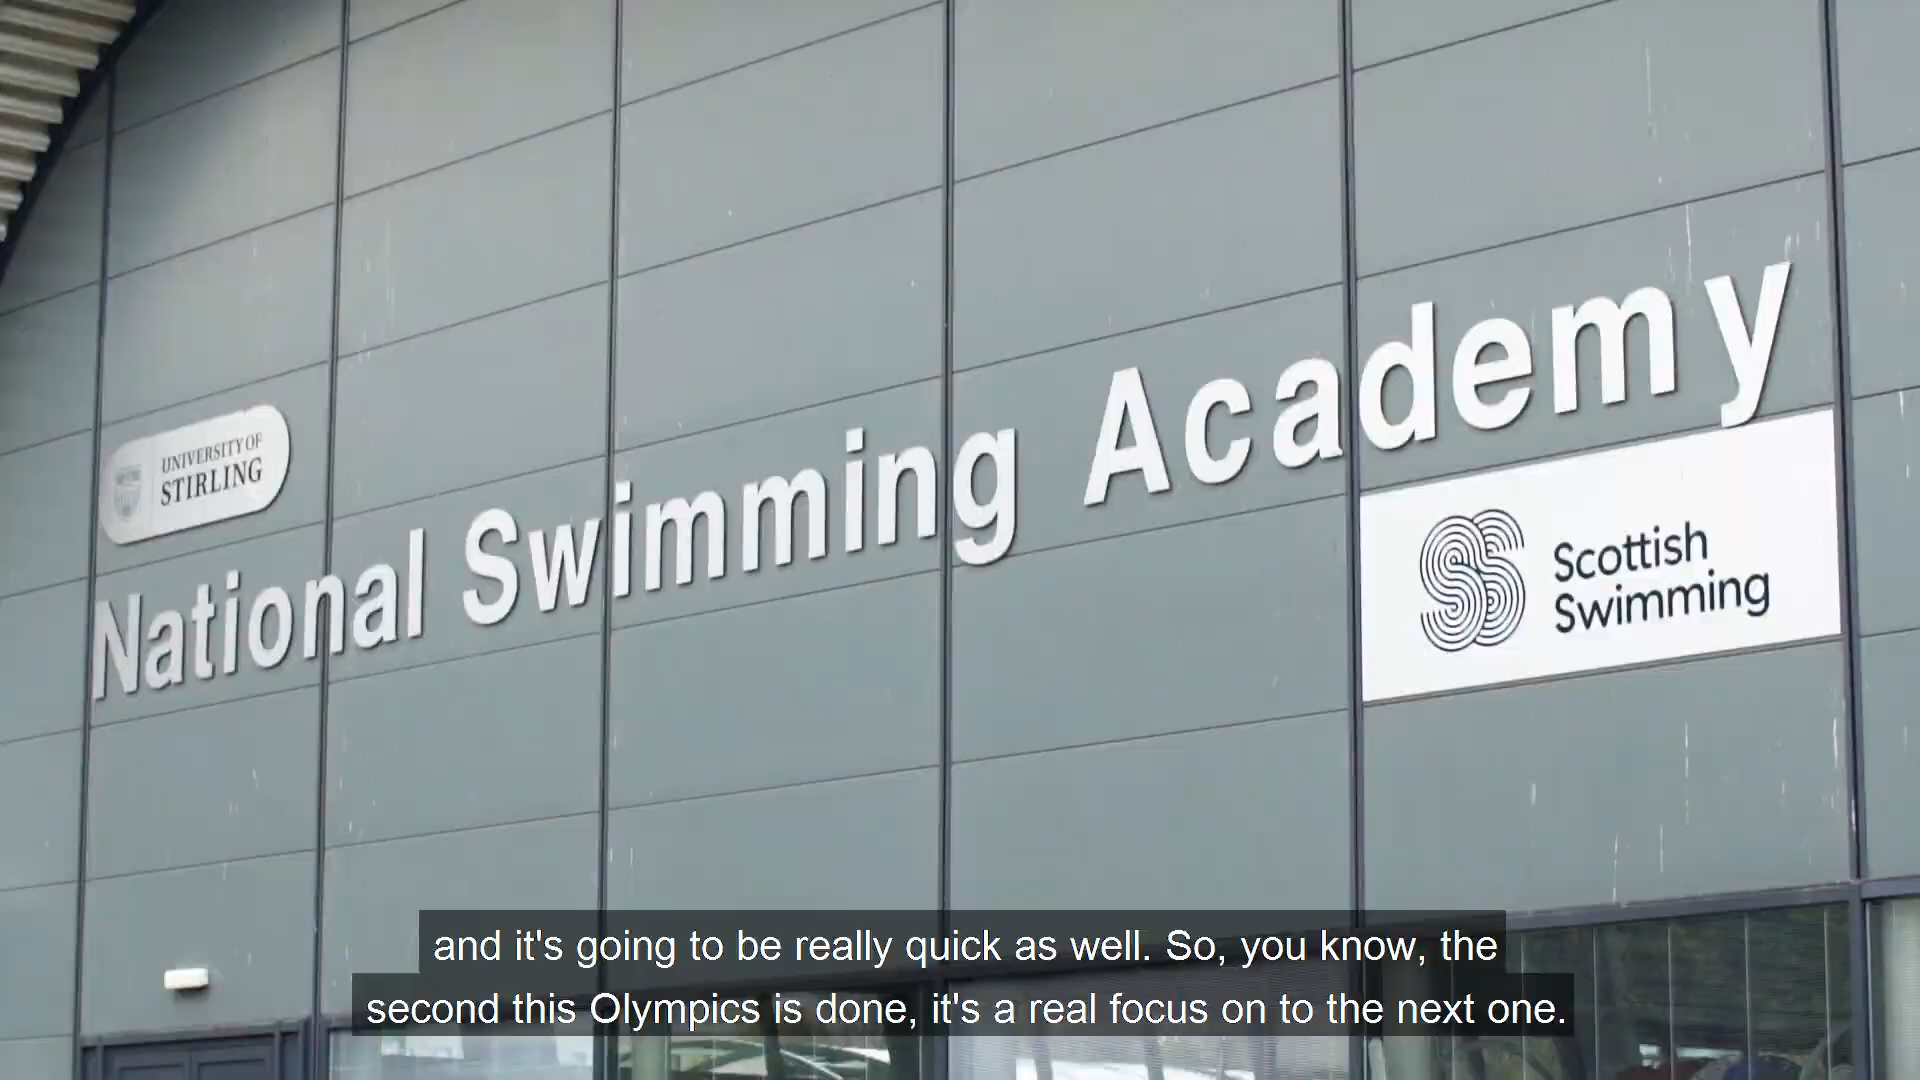 UNIVERSITY OF
STIRLING
National Swimming Academy
Scottish
Swimming
and it's going to be really quick as well. So, you know, the
second this Olympics is done, it's a real focus on to the next one.